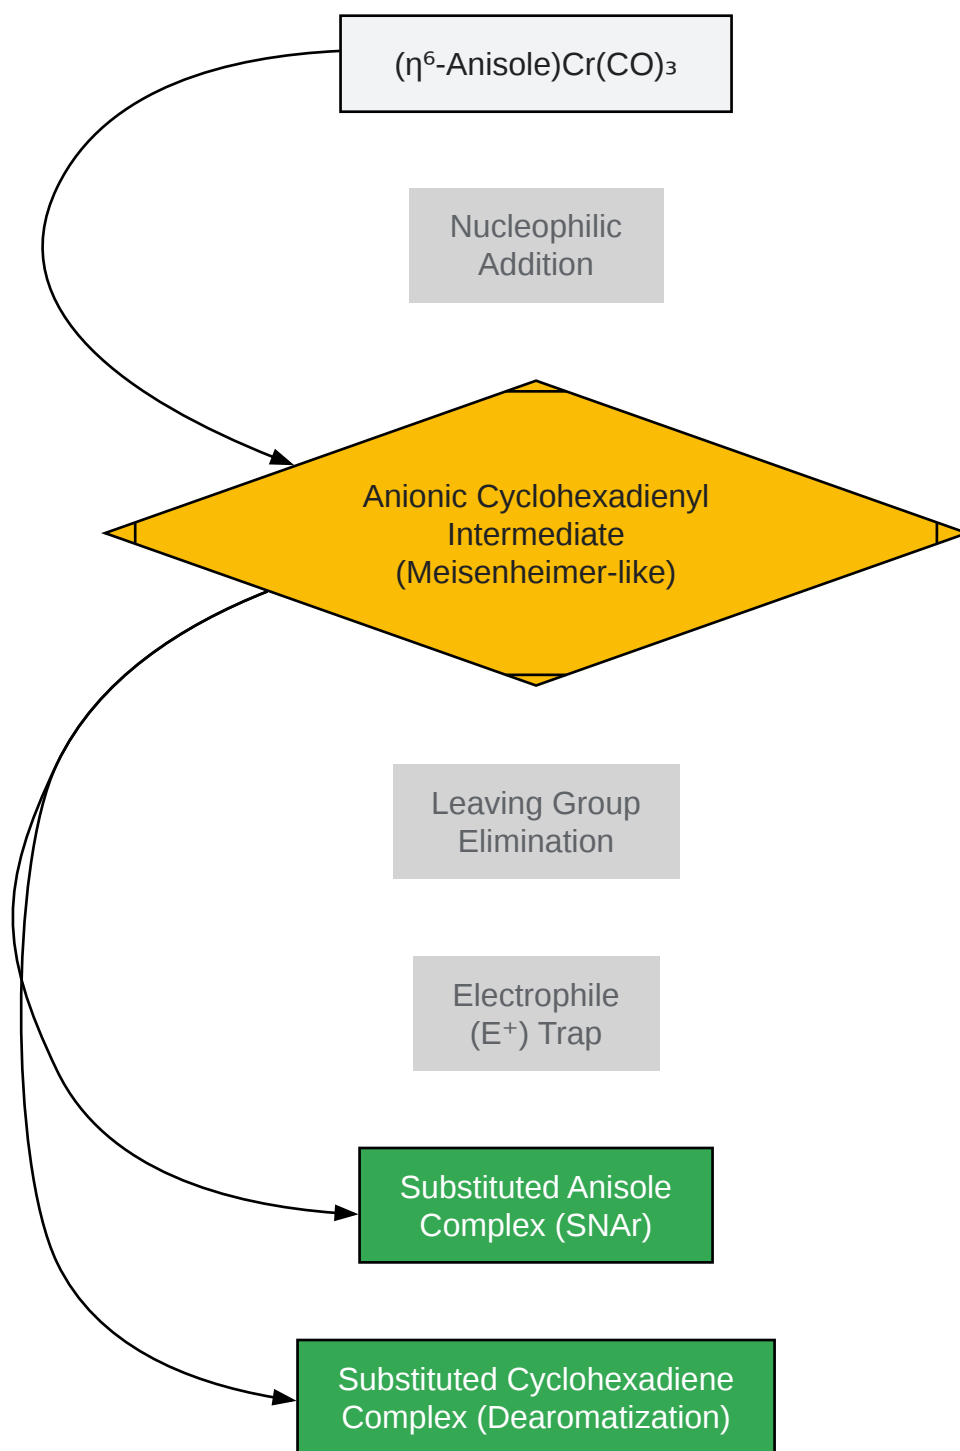 (η⁶-Anisole)Cr(CO)₃
Nucleophilic
Addition
Anionic Cyclohexadienyl
Intermediate
(Meisenheimer-like)
Leaving Group
Elimination
Electrophile
(E⁺) Trap
Substituted Anisole
Complex (SNAr)
Substituted Cyclohexadiene
Complex (Dearomatization)